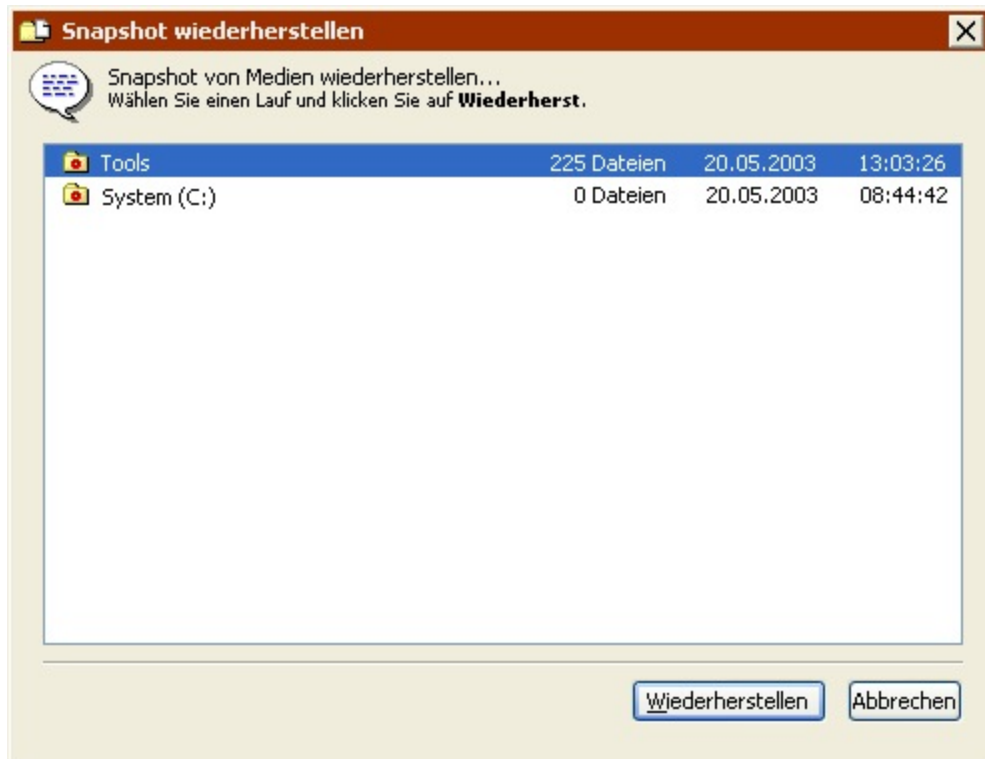 Snapshot wiederherstellen
Snapshot von Medien wiederherstellen...
Wählen Sie einen Lauf und klicken Sie auf Wiederherst.
Tools 225 Dateien 20.05.2003 13:03:26
System (C:) 0 Dateien 20.05.2003 08:44:42
Wiederherstellen Abbrechen